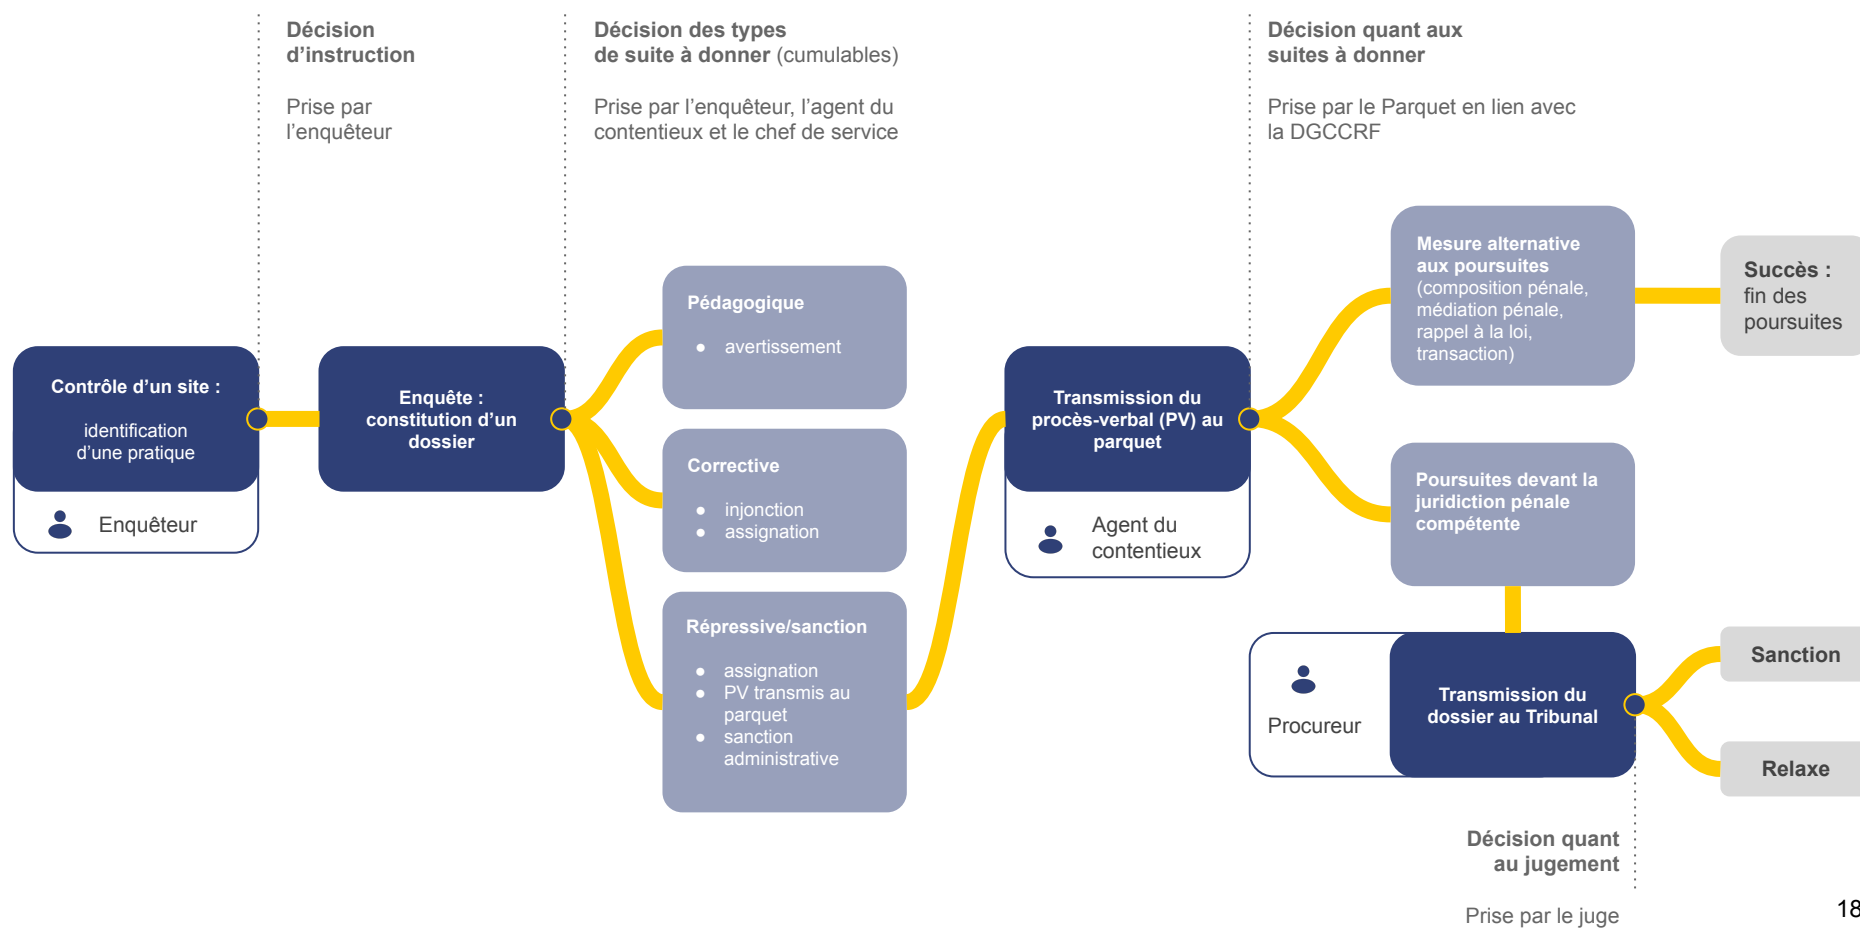 Décision
d’instruction
Prise par
l’enquêteur
Décision des types
de suite à donner (cumulables)
Prise par l’enquêteur, l’agent du
contentieux et le chef de service
Décision quant aux
suites à donner
Prise par le Parquet en lien avec
la DGCCRF
Contrôle d’un site :
identification
d’une pratique
Enquêteur
Enquête :
constitution d’un
dossier
Pédagogique
● avertissement
Corrective
● injonction
● assignation
Répressive/sanction
● assignation
● PV transmis au
parquet
● sanction
administrative
Transmission du
procès-verbal (PV) au
parquet
Agent du
contentieux
Mesure alternative
aux poursuites
(composition pénale,
médiation pénale,
rappel à la loi,
transaction)
Succès :
fin des
poursuites
Poursuites devant la
juridiction pénale
compétente
Procureur
Transmission du
dossier au Tribunal
Sanction
Relaxe
Décision quant
au jugement
Prise par le juge
18